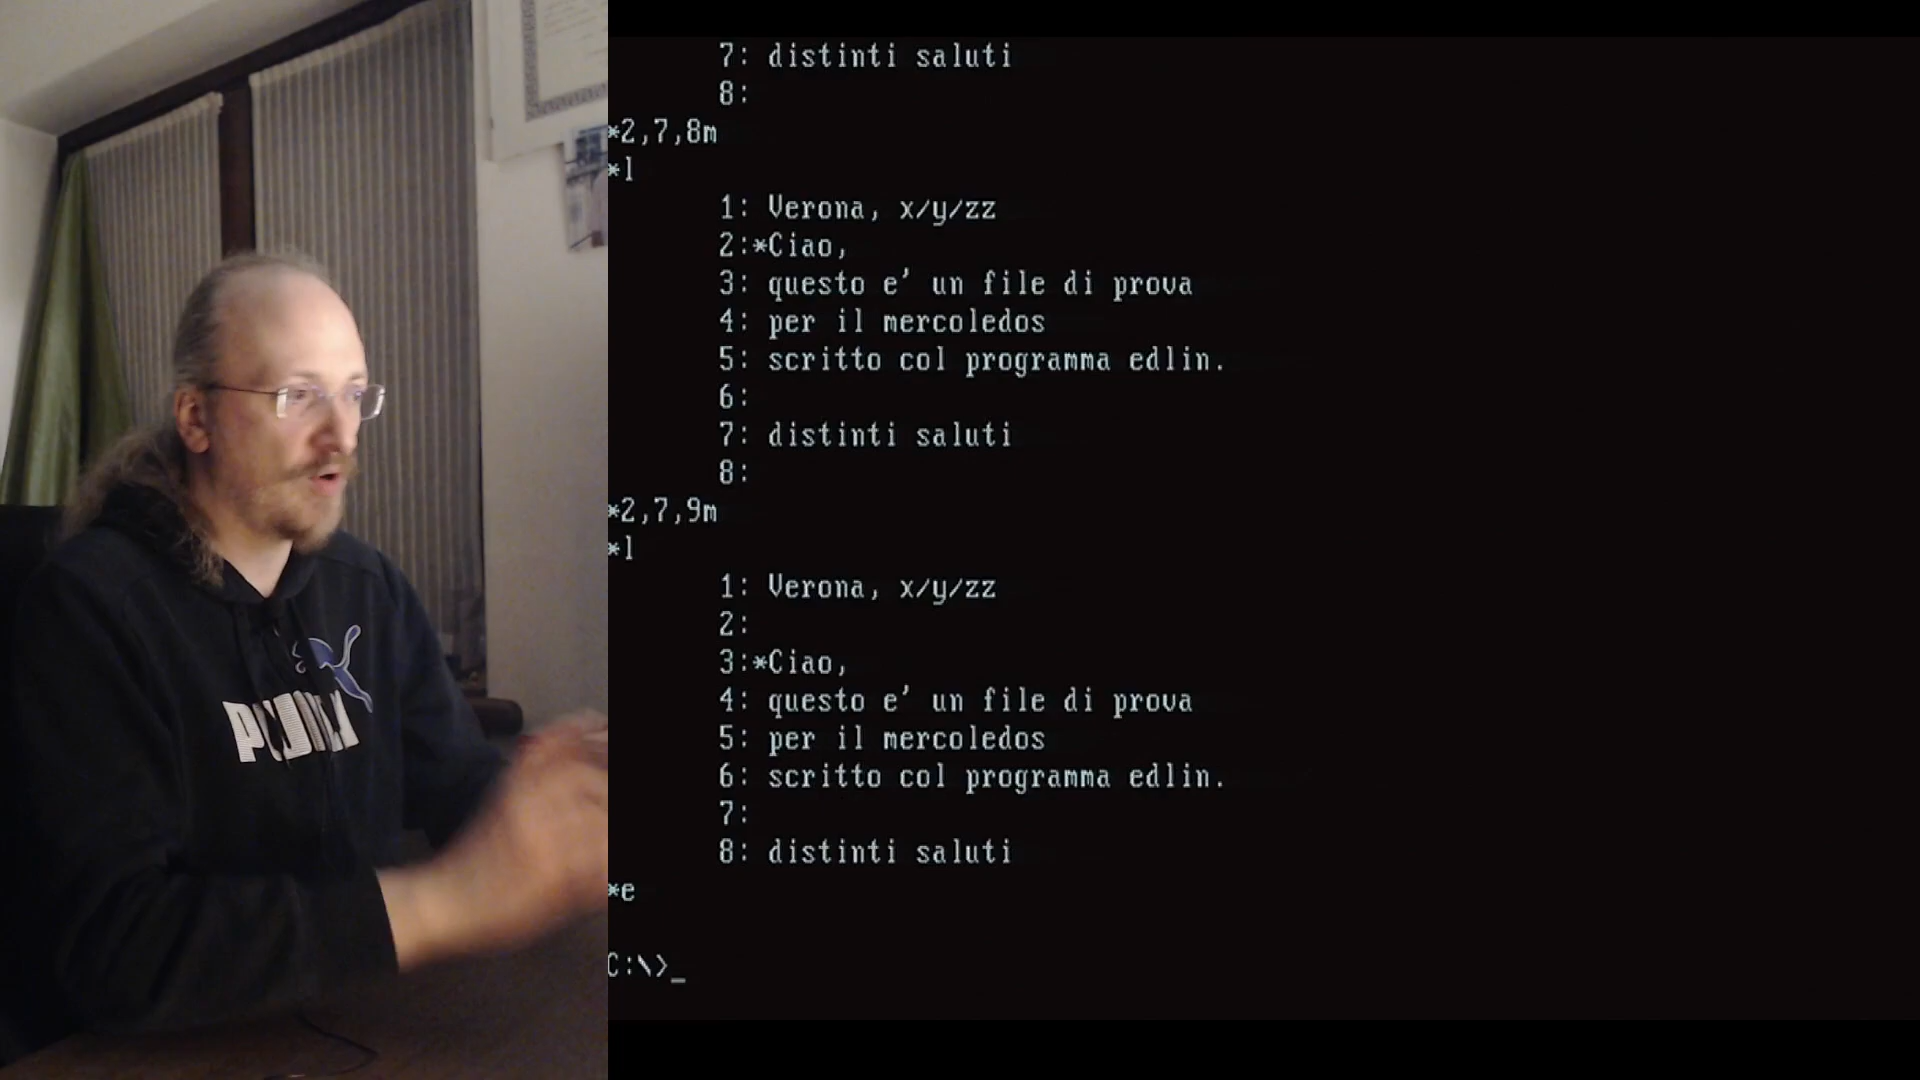 7: distinti saluti
8:
*2,7,8m
*l
1: Verona, x/y/zz
2:*Ciao,
3: questo e' un file di prova
4: per il mercoledos
5: scritto col programma edlin.
6:
7: distinti saluti
8:
*2,7,9m
*l
1: Verona, x/y/zz
2:
3:*Ciao,
4: questo e' un file di prova
5: per il mercoledos
6: scritto col programma edlin.
7:
8: distinti saluti
*e
C:\>_
PUMA